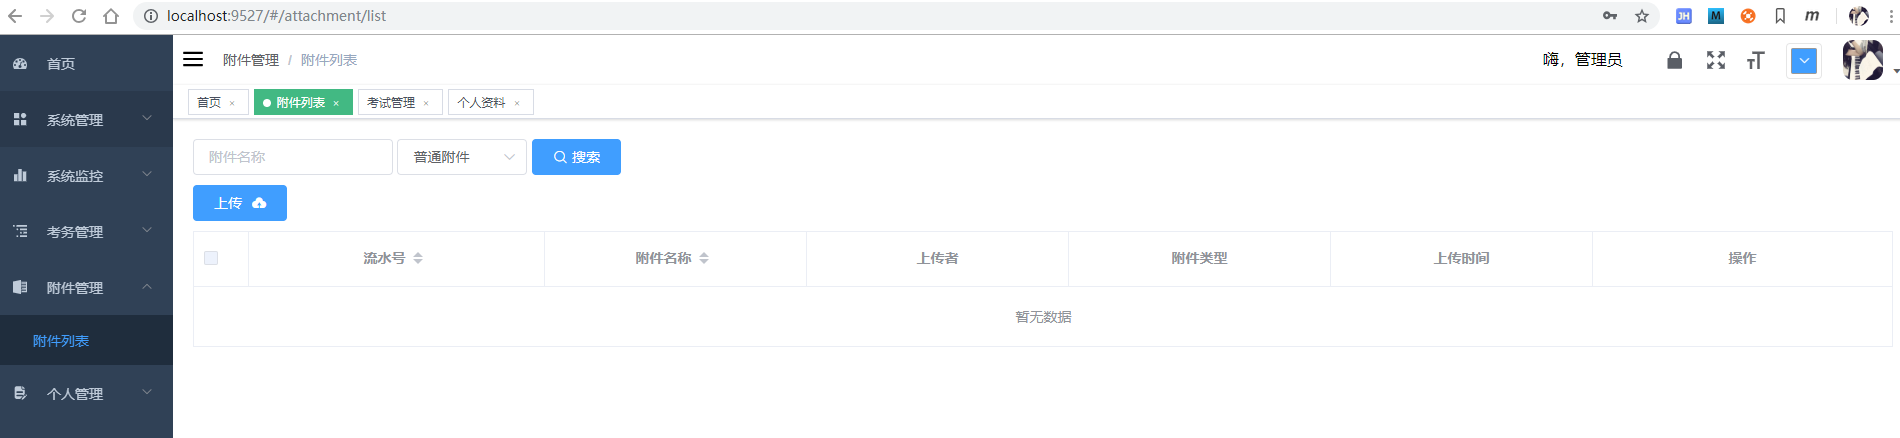 localhost:9527/#/attachment/list
JH
M
m
首页
附件管理 / 附件列表
嗨，管理员
首页 ×
附件列表 ×
考试管理 ×
个人资料 ×
系统管理
系统监控
考务管理
附件管理
附件列表
个人管理
附件名称
普通附件
搜索
上传
流水号
附件名称
上传者
附件类型
上传时间
操作
暂无数据